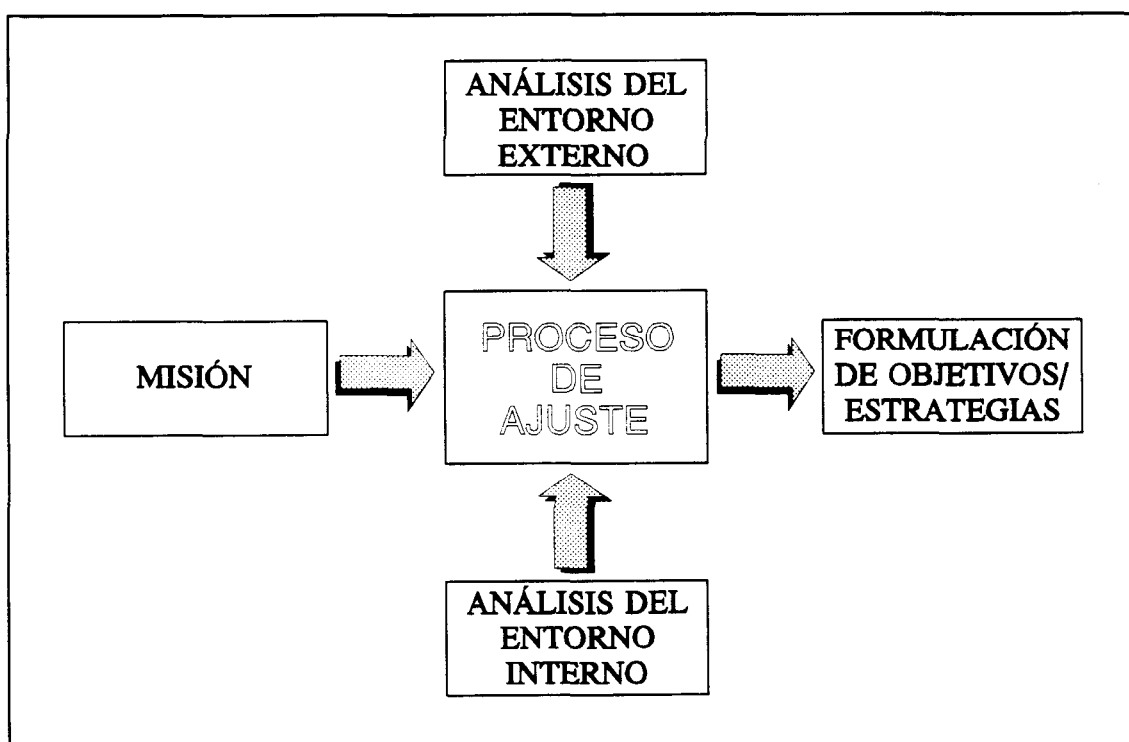 ANÁLISIS DEL
ENTORNO
EXTERNO
MISIÓN
PROCESO
DE
AJUSTE
FORMULACIÓN
DE OBJETIVOS/
ESTRATEGIAS
ANÁLISIS DEL
ENTORNO
INTERNO